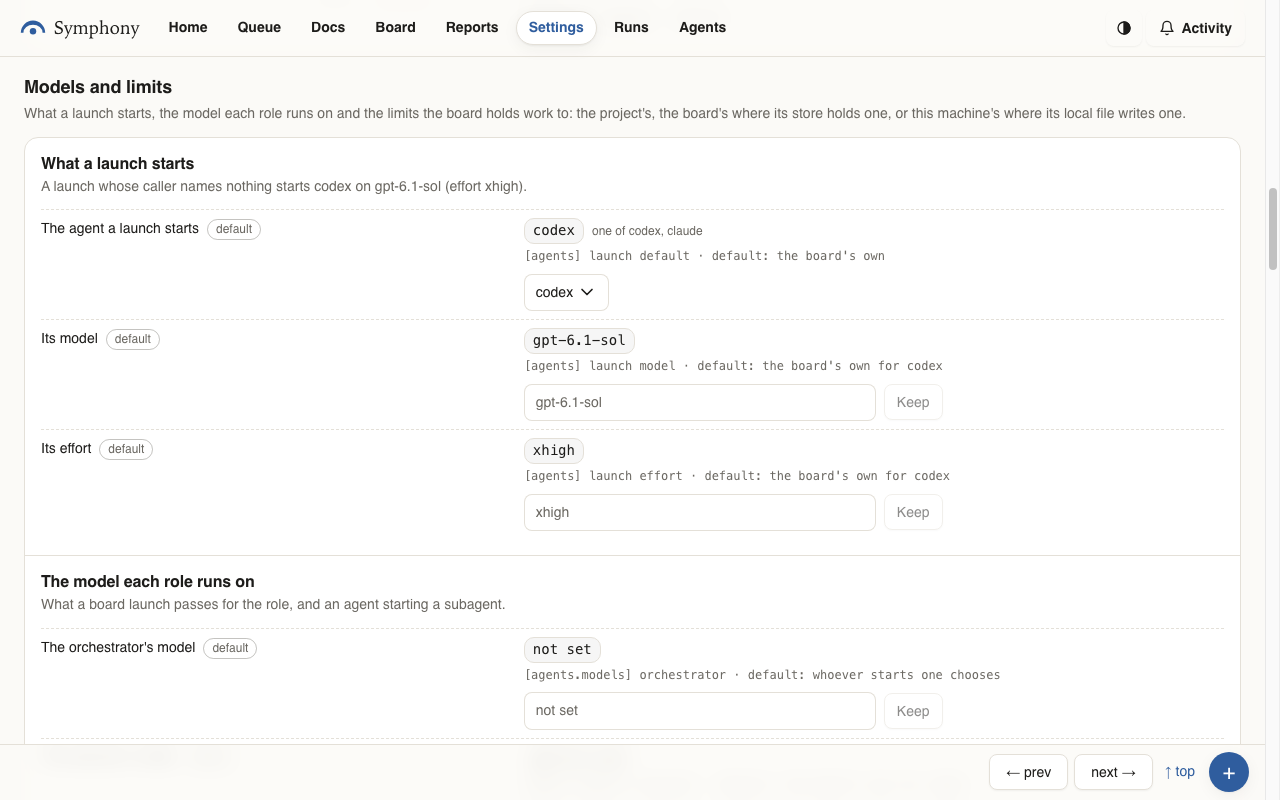 Symphony Home Queue Docs Board Reports Settings Runs Agents Activity
Models and limits
What a launch starts, the model each role runs on and the limits the board holds work to: the project's, the board's where its store holds one, or this machine's where its local file writes one.
What a launch starts
A launch whose caller names nothing starts codex on gpt-6.1-sol (effort xhigh).
The agent a launch starts default
codex one of codex, claude
[agents] launch default · default: the board's own
codex
Its model default
gpt-6.1-sol
[agents] launch model · default: the board's own for codex
gpt-6.1-sol Keep
Its effort default
xhigh
[agents] launch effort · default: the board's own for codex
xhigh Keep
The model each role runs on
What a board launch passes for the role, and an agent starting a subagent.
The orchestrator's model default
not set
[agents.models] orchestrator · default: whoever starts one chooses
not set Keep
← prev next → ↑ top +